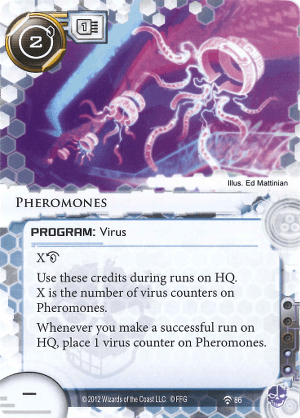 2
1
Illus. Ed Mattinian
PHEROMONES
PROGRAM: Virus
X
Use these credits during runs on HQ.
X is the number of virus counters on
Pheromones.
Whenever you make a successful run on
HQ, place 1 virus counter on Pheromones.
–
© 2012 Wizards of the Coast LLC. © FFG 86